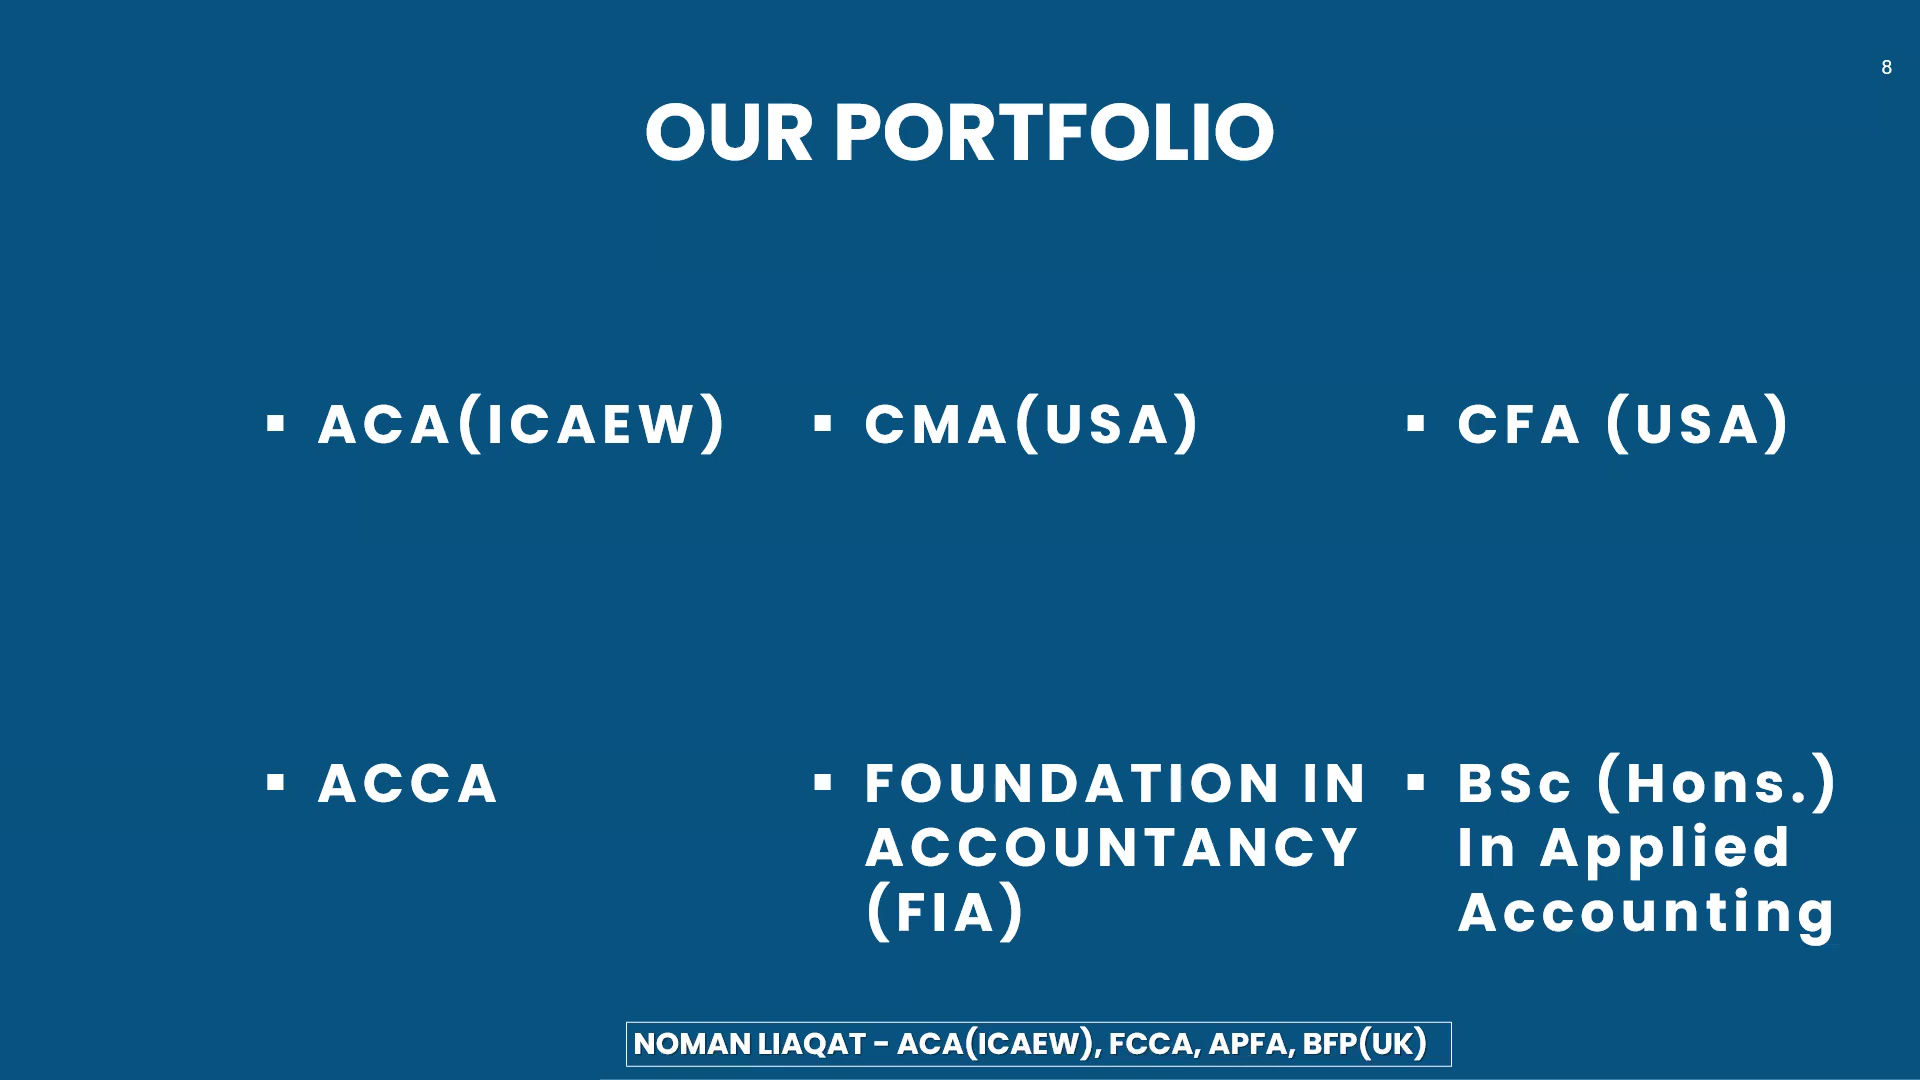 8
OUR PORTFOLIO
▪ ACA(ICAEW)
▪ CMA(USA)
▪ CFA (USA)
▪ ACCA
▪ FOUNDATION IN
ACCOUNTANCY
(FIA)
▪ BSc (Hons.)
In Applied
Accounting
NOMAN LIAQAT – ACA(ICAEW), FCCA, APFA, BFP(UK)